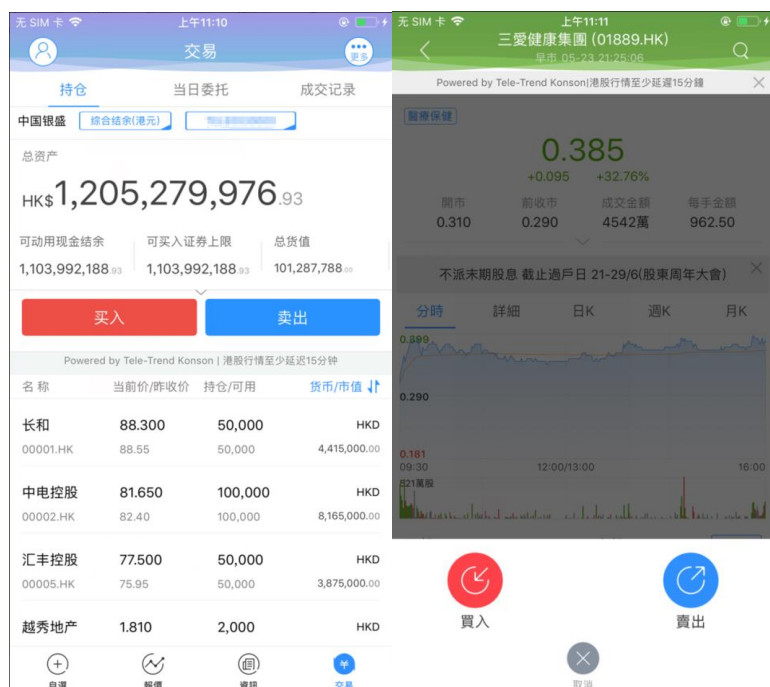 无 SIM 卡 上午11:10
交易
更多
持仓 当日委托 成交记录
中国银盛 综合结余(港元)
总资产
HK$1,205,279,976.93
可动用现金结余 可买入证券上限 总货值
1,103,992,188.93 1,103,992,188.93 101,287,788.00
买入 卖出
Powered by Tele-Trend Konson | 港股行情至少延迟15分钟
名称 当前价/昨收价 持仓/可用 货币/市值
长和 88.300 50,000 HKD
00001.HK 88.55 50,000 4,415,000.00
中电控股 81.650 100,000 HKD
00002.HK 82.40 100,000 8,165,000.00
汇丰控股 77.500 50,000 HKD
00005.HK 75.95 50,000 3,875,000.00
越秀地产 1.810 2,000 HKD
自選 報價 資訊 交易
无 SIM 卡 上午11:11
三愛健康集團 (01889.HK)
早市 05-23 21:25:06
Powered by Tele-Trend Konson|港股行情至少延遲15分鐘
醫療保健
0.385
+0.095 +32.76%
開市 前收市 成交金額 每手金額
0.310 0.290 4542萬 962.50
不派末期股息 截止過戶日 21-29/6(股東周年大會)
分時 詳細 日K 週K 月K
0.399
0.290
0.181
09:30 12:00/13:00 16:00
821萬股
買入 賣出
取消